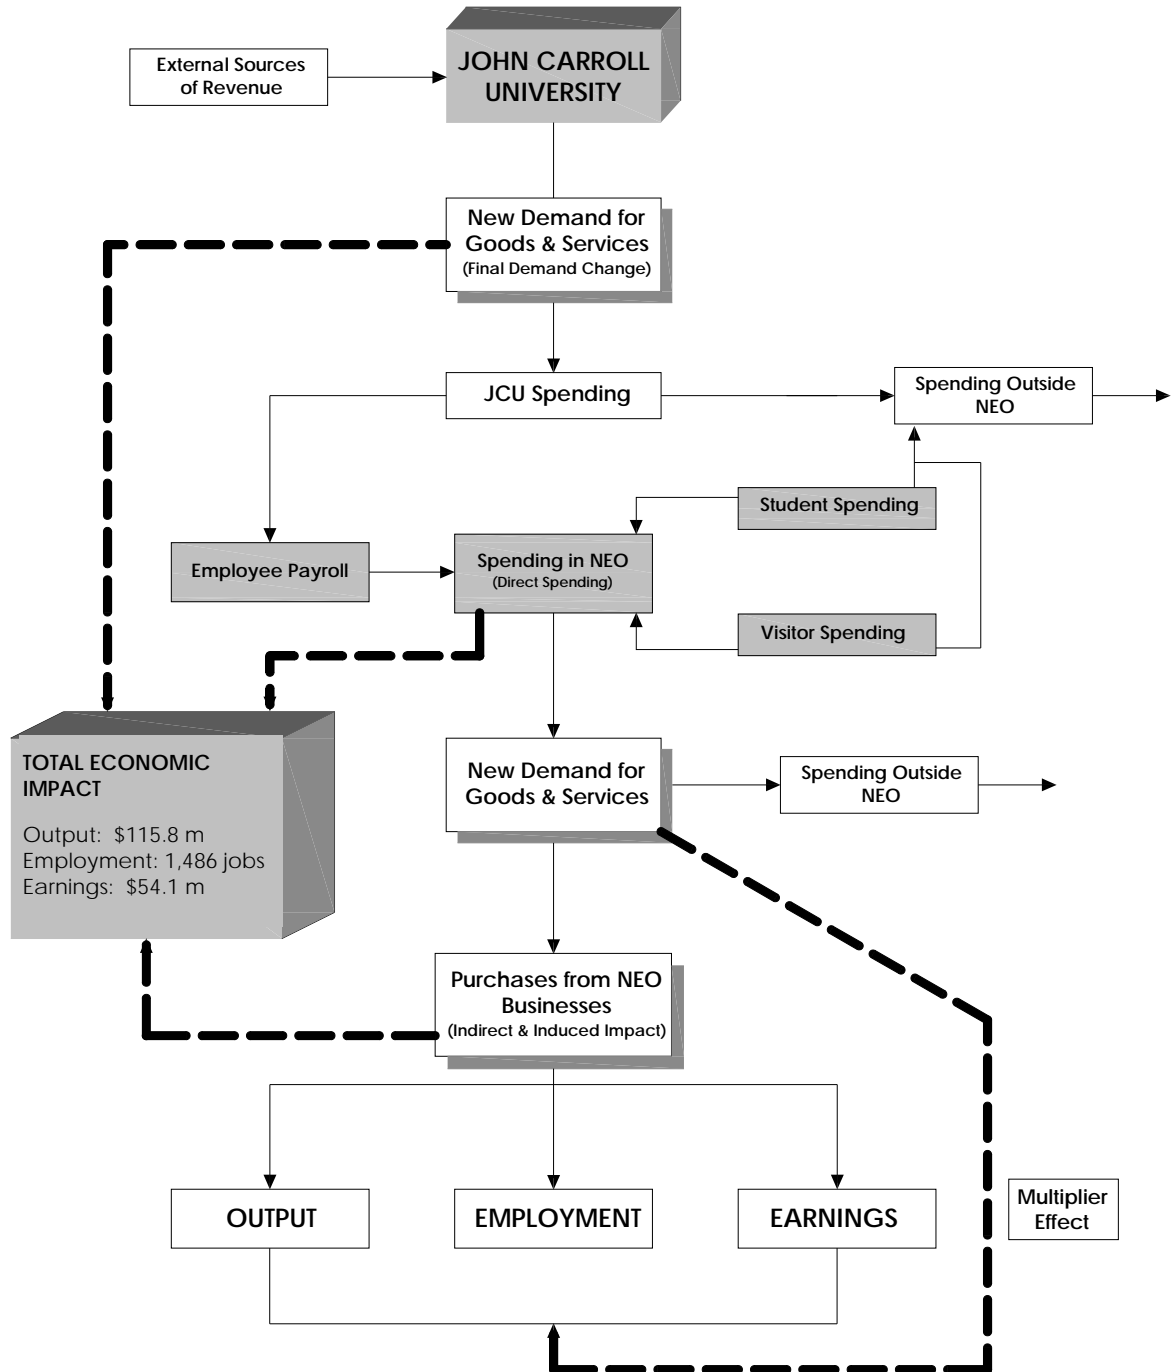 External Sources
of Revenue
JOHN CARROLL
UNIVERSITY
New Demand for
Goods & Services
(Final Demand Change)
JCU Spending
Spending Outside
NEO
Student Spending
Employee Payroll
Spending in NEO
(Direct Spending)
Visitor Spending
TOTAL ECONOMIC
IMPACT
Output: $115.8 m
Employment: 1,486 jobs
Earnings: $54.1 m
New Demand for
Goods & Services
Spending Outside
NEO
Purchases from NEO
Businesses
(Indirect & Induced Impact)
OUTPUT
EMPLOYMENT
EARNINGS
Multiplier
Effect